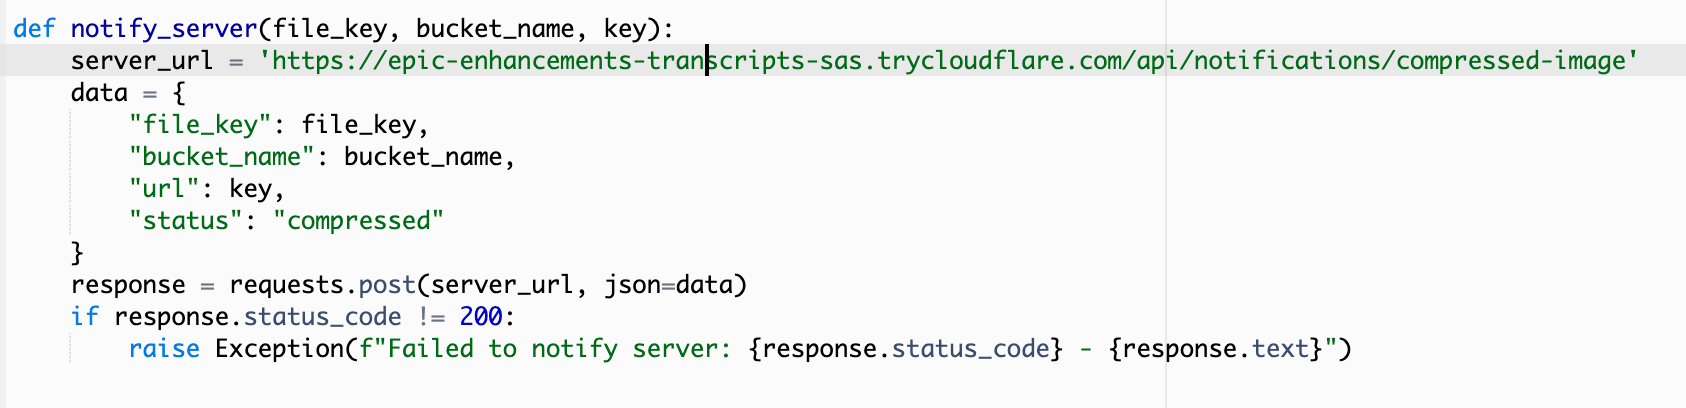 def notify_server(file_key, bucket_name, key):
    server_url = 'https://epic-enhancements-transcripts-sas.trycloudflare.com/api/notifications/compressed-image'
    data = {
        "file_key": file_key,
        "bucket_name": bucket_name,
        "url": key,
        "status": "compressed"
    }
    response = requests.post(server_url, json=data)
    if response.status_code != 200:
        raise Exception(f"Failed to notify server: {response.status_code} - {response.text}")